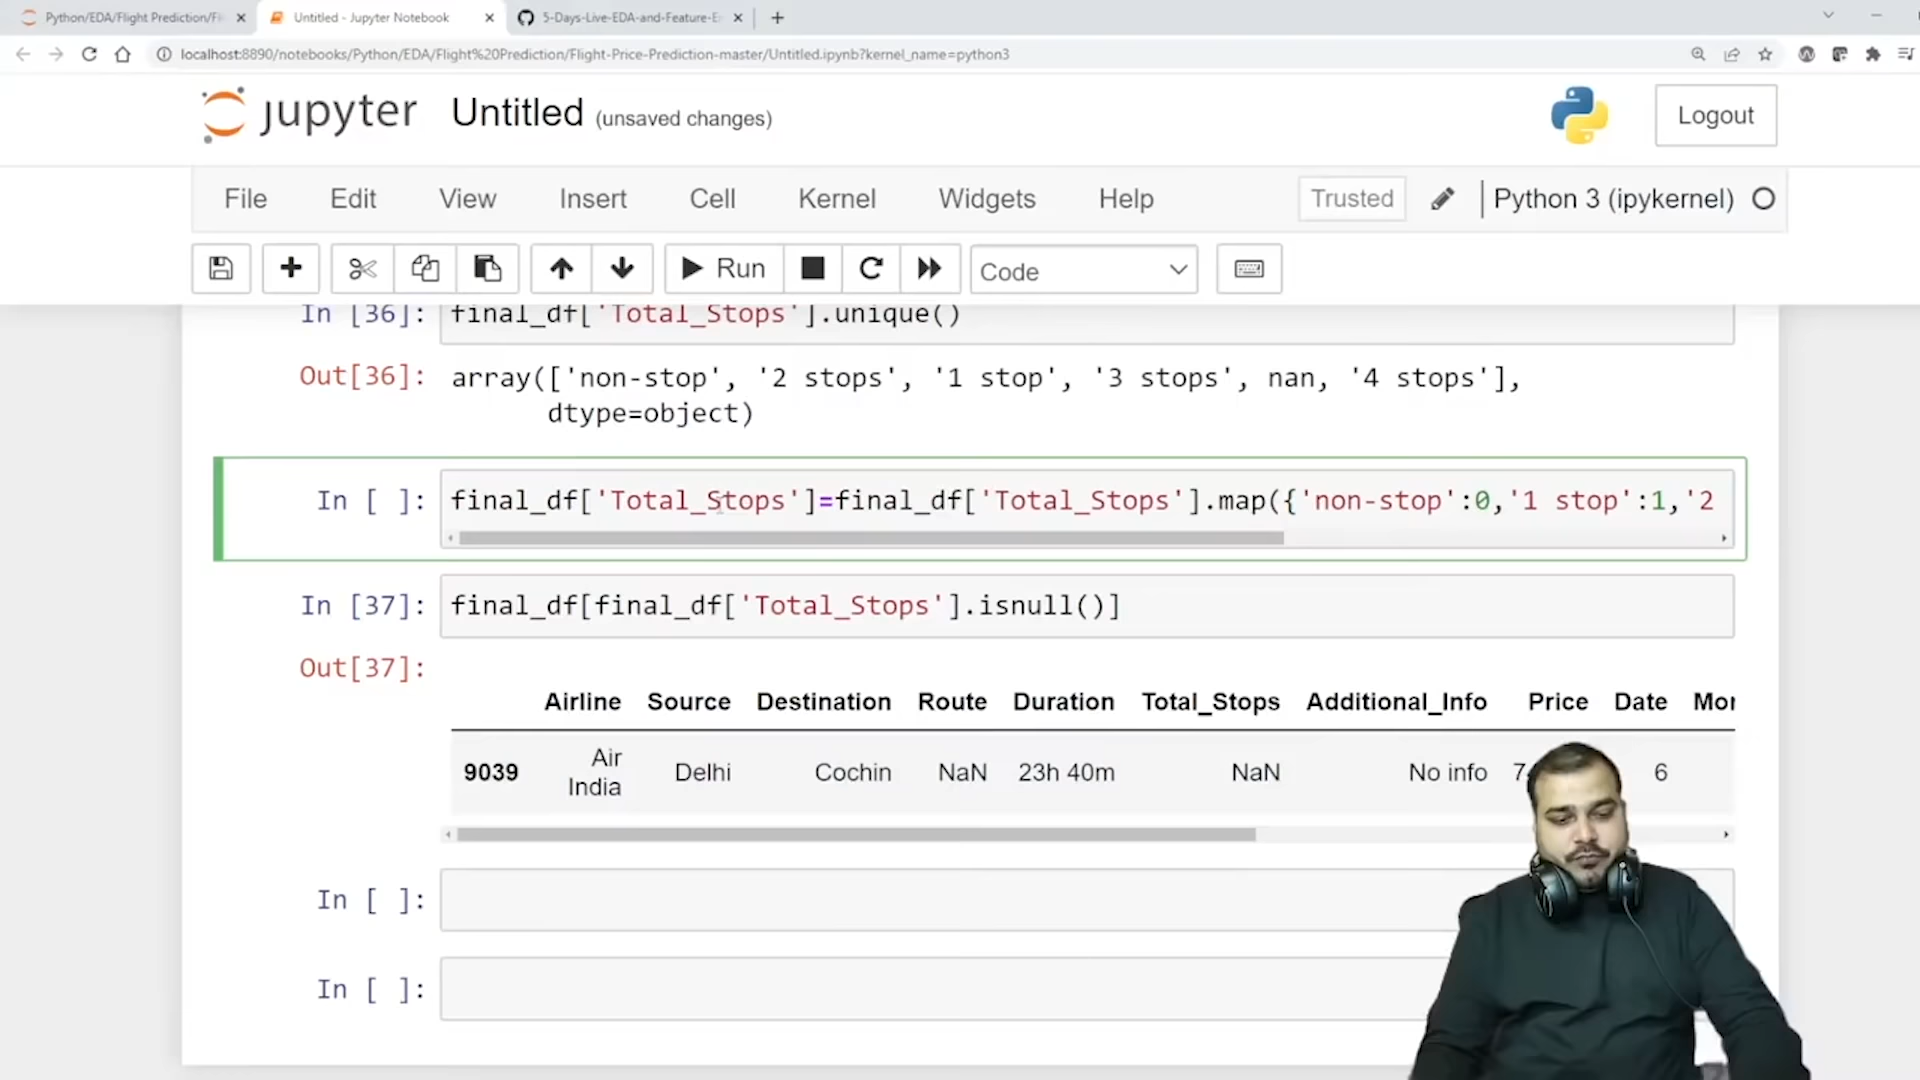 Python/EDA/Flight Prediction/Fli
Untitled - Jupyter Notebook
5-Days-Live-EDA-and-Feature-E
localhost:8890/notebooks/Python/EDA/Flight%20Prediction/Flight-Price-Prediction-master/Untitled.ipynb?kernel_name=python3
jupyter Untitled (unsaved changes)
Logout
File Edit View Insert Cell Kernel Widgets Help Trusted Python 3 (ipykernel)
Run Code
In [36]: final_df['Total_Stops'].unique()
Out[36]: array(['non-stop', '2 stops', '1 stop', '3 stops', nan, '4 stops'],
dtype=object)
In [ ]: final_df['Total_Stops']=final_df['Total_Stops'].map({'non-stop':0,'1 stop':1,'2
In [37]: final_df[final_df['Total_Stops'].isnull()]
Out[37]:
Airline Source Destination Route Duration Total_Stops Additional_Info Price Date Mor
9039 Air India Delhi Cochin NaN 23h 40m NaN No info 7 6
In [ ]:
In [ ]: